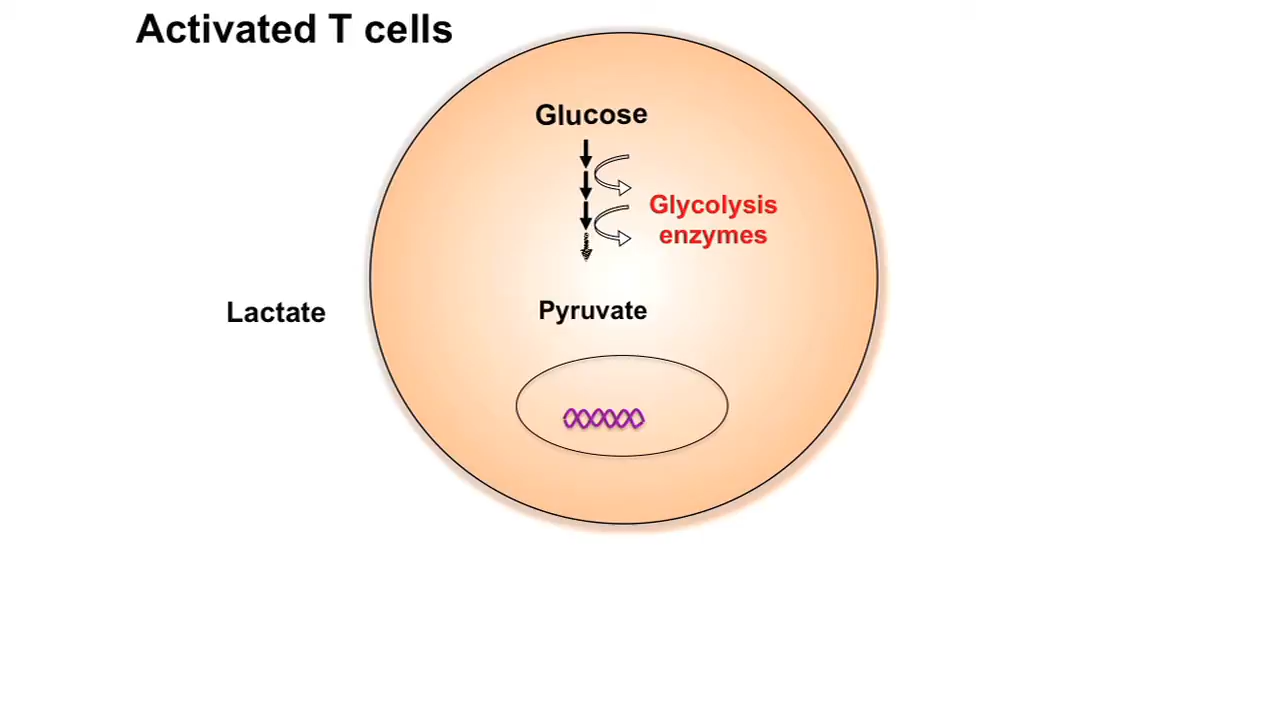 Activated T cells
Glucose
Glycolysis
enzymes
Lactate
Pyruvate